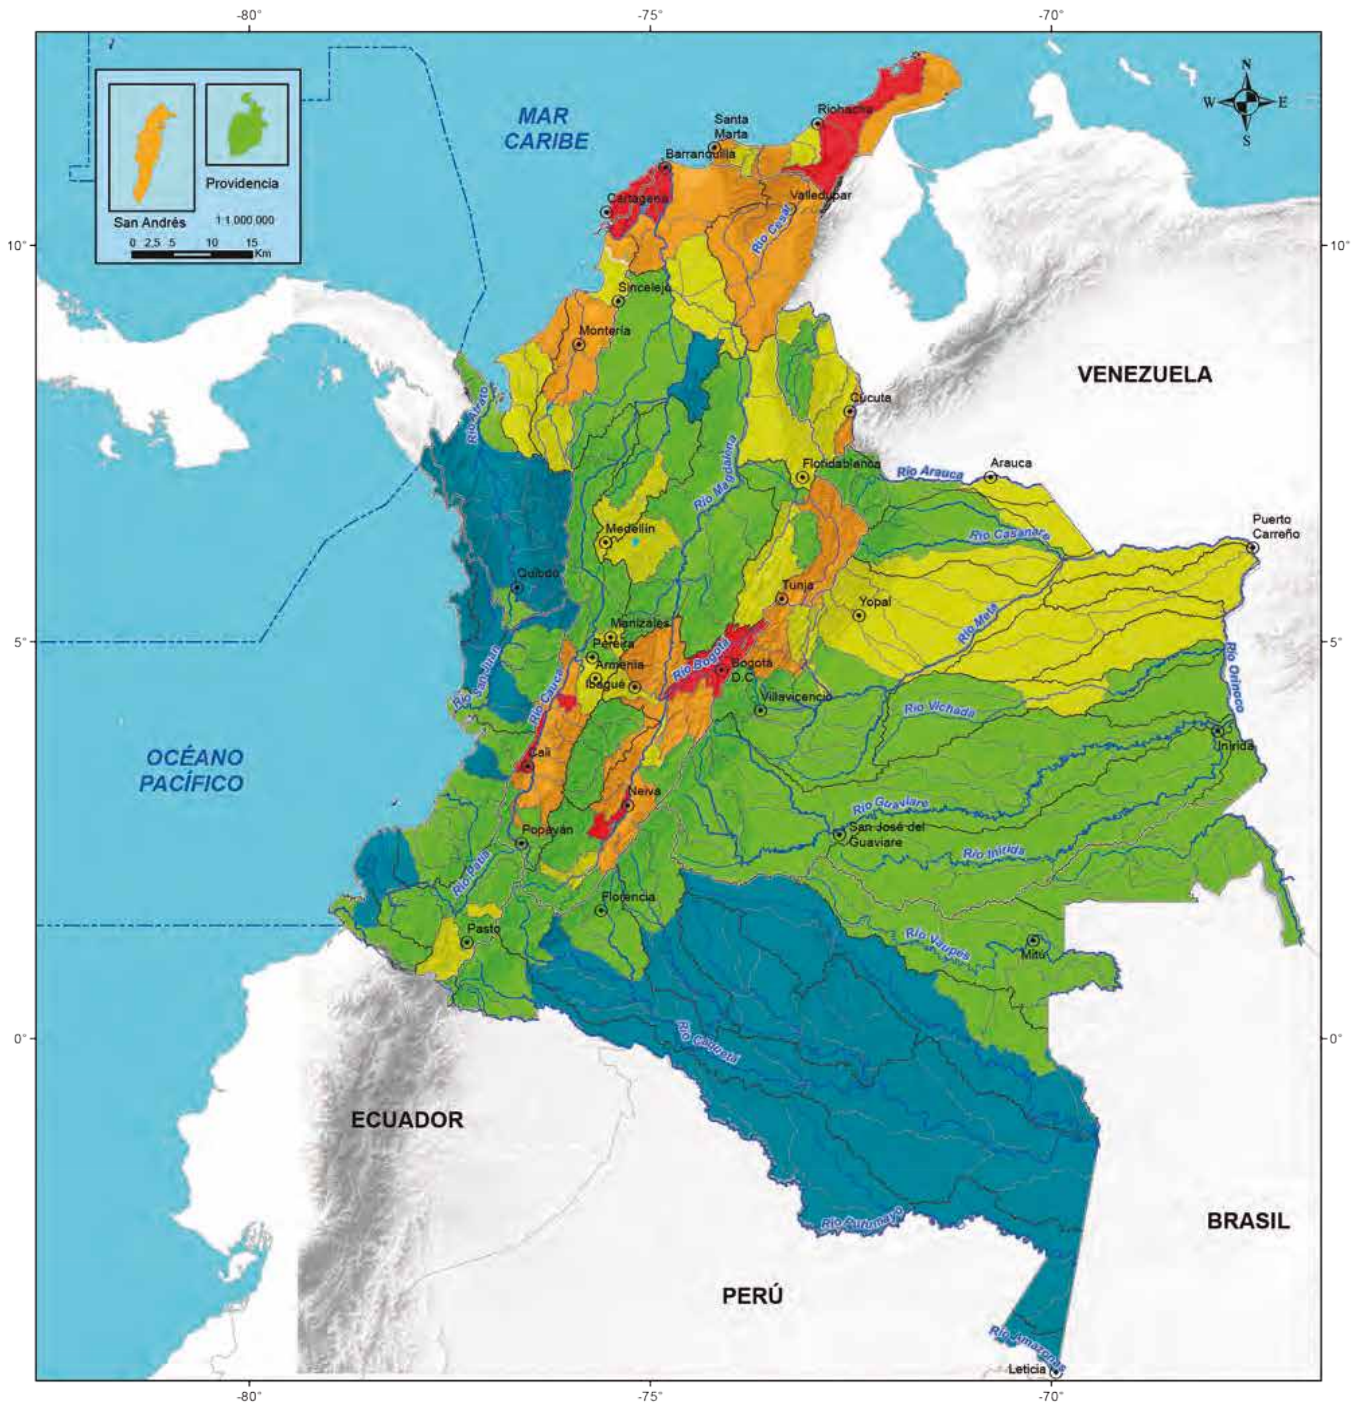 -80°
-75°
-70°
MAR
CARIBE
N
W
E
S
Providencia
San Andrés
1:1.000.000
0 2,5 5 10 15
Km
Riohacha
Santa
Marta
Barranquilla
Cartagena
Valledupar
Río Cesar
10°
10°
Sincelejo
Montería
VENEZUELA
Río Atrato
Cúcuta
Río Magdalena
Floridablanca
Río Arauca
Arauca
Río Casanare
Puerto
Carreño
Medellín
Quibdó
Tunja
Yopal
Río Meta
5°
5°
Manizales
Pereira
Armenia
Ibagué
Río Bogotá
Bogotá
D.C
Río San Juan
Río Cauca
Villavicencio
Río Vichada
Río Orinoco
Inírida
OCÉANO
PACÍFICO
Cali
Neiva
Río Guaviare
San José del
Guaviare
Popayán
Río Patía
Río Inírida
Florencia
Pasto
Río Vaupés
Mitú
0°
0°
Río Caquetá
ECUADOR
Río Putumayo
BRASIL
PERÚ
Río Amazonas
Leticia
-80°
-75°
-70°